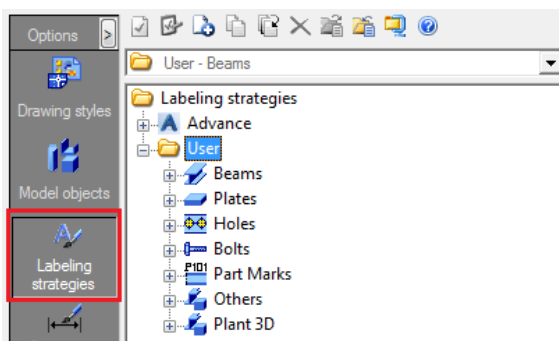 Options
User - Beams
Drawing styles
Model objects
Labeling
strategies
Labeling strategies
Advance
User
Beams
Plates
Holes
Bolts
P101
Part Marks
Others
Plant 3D